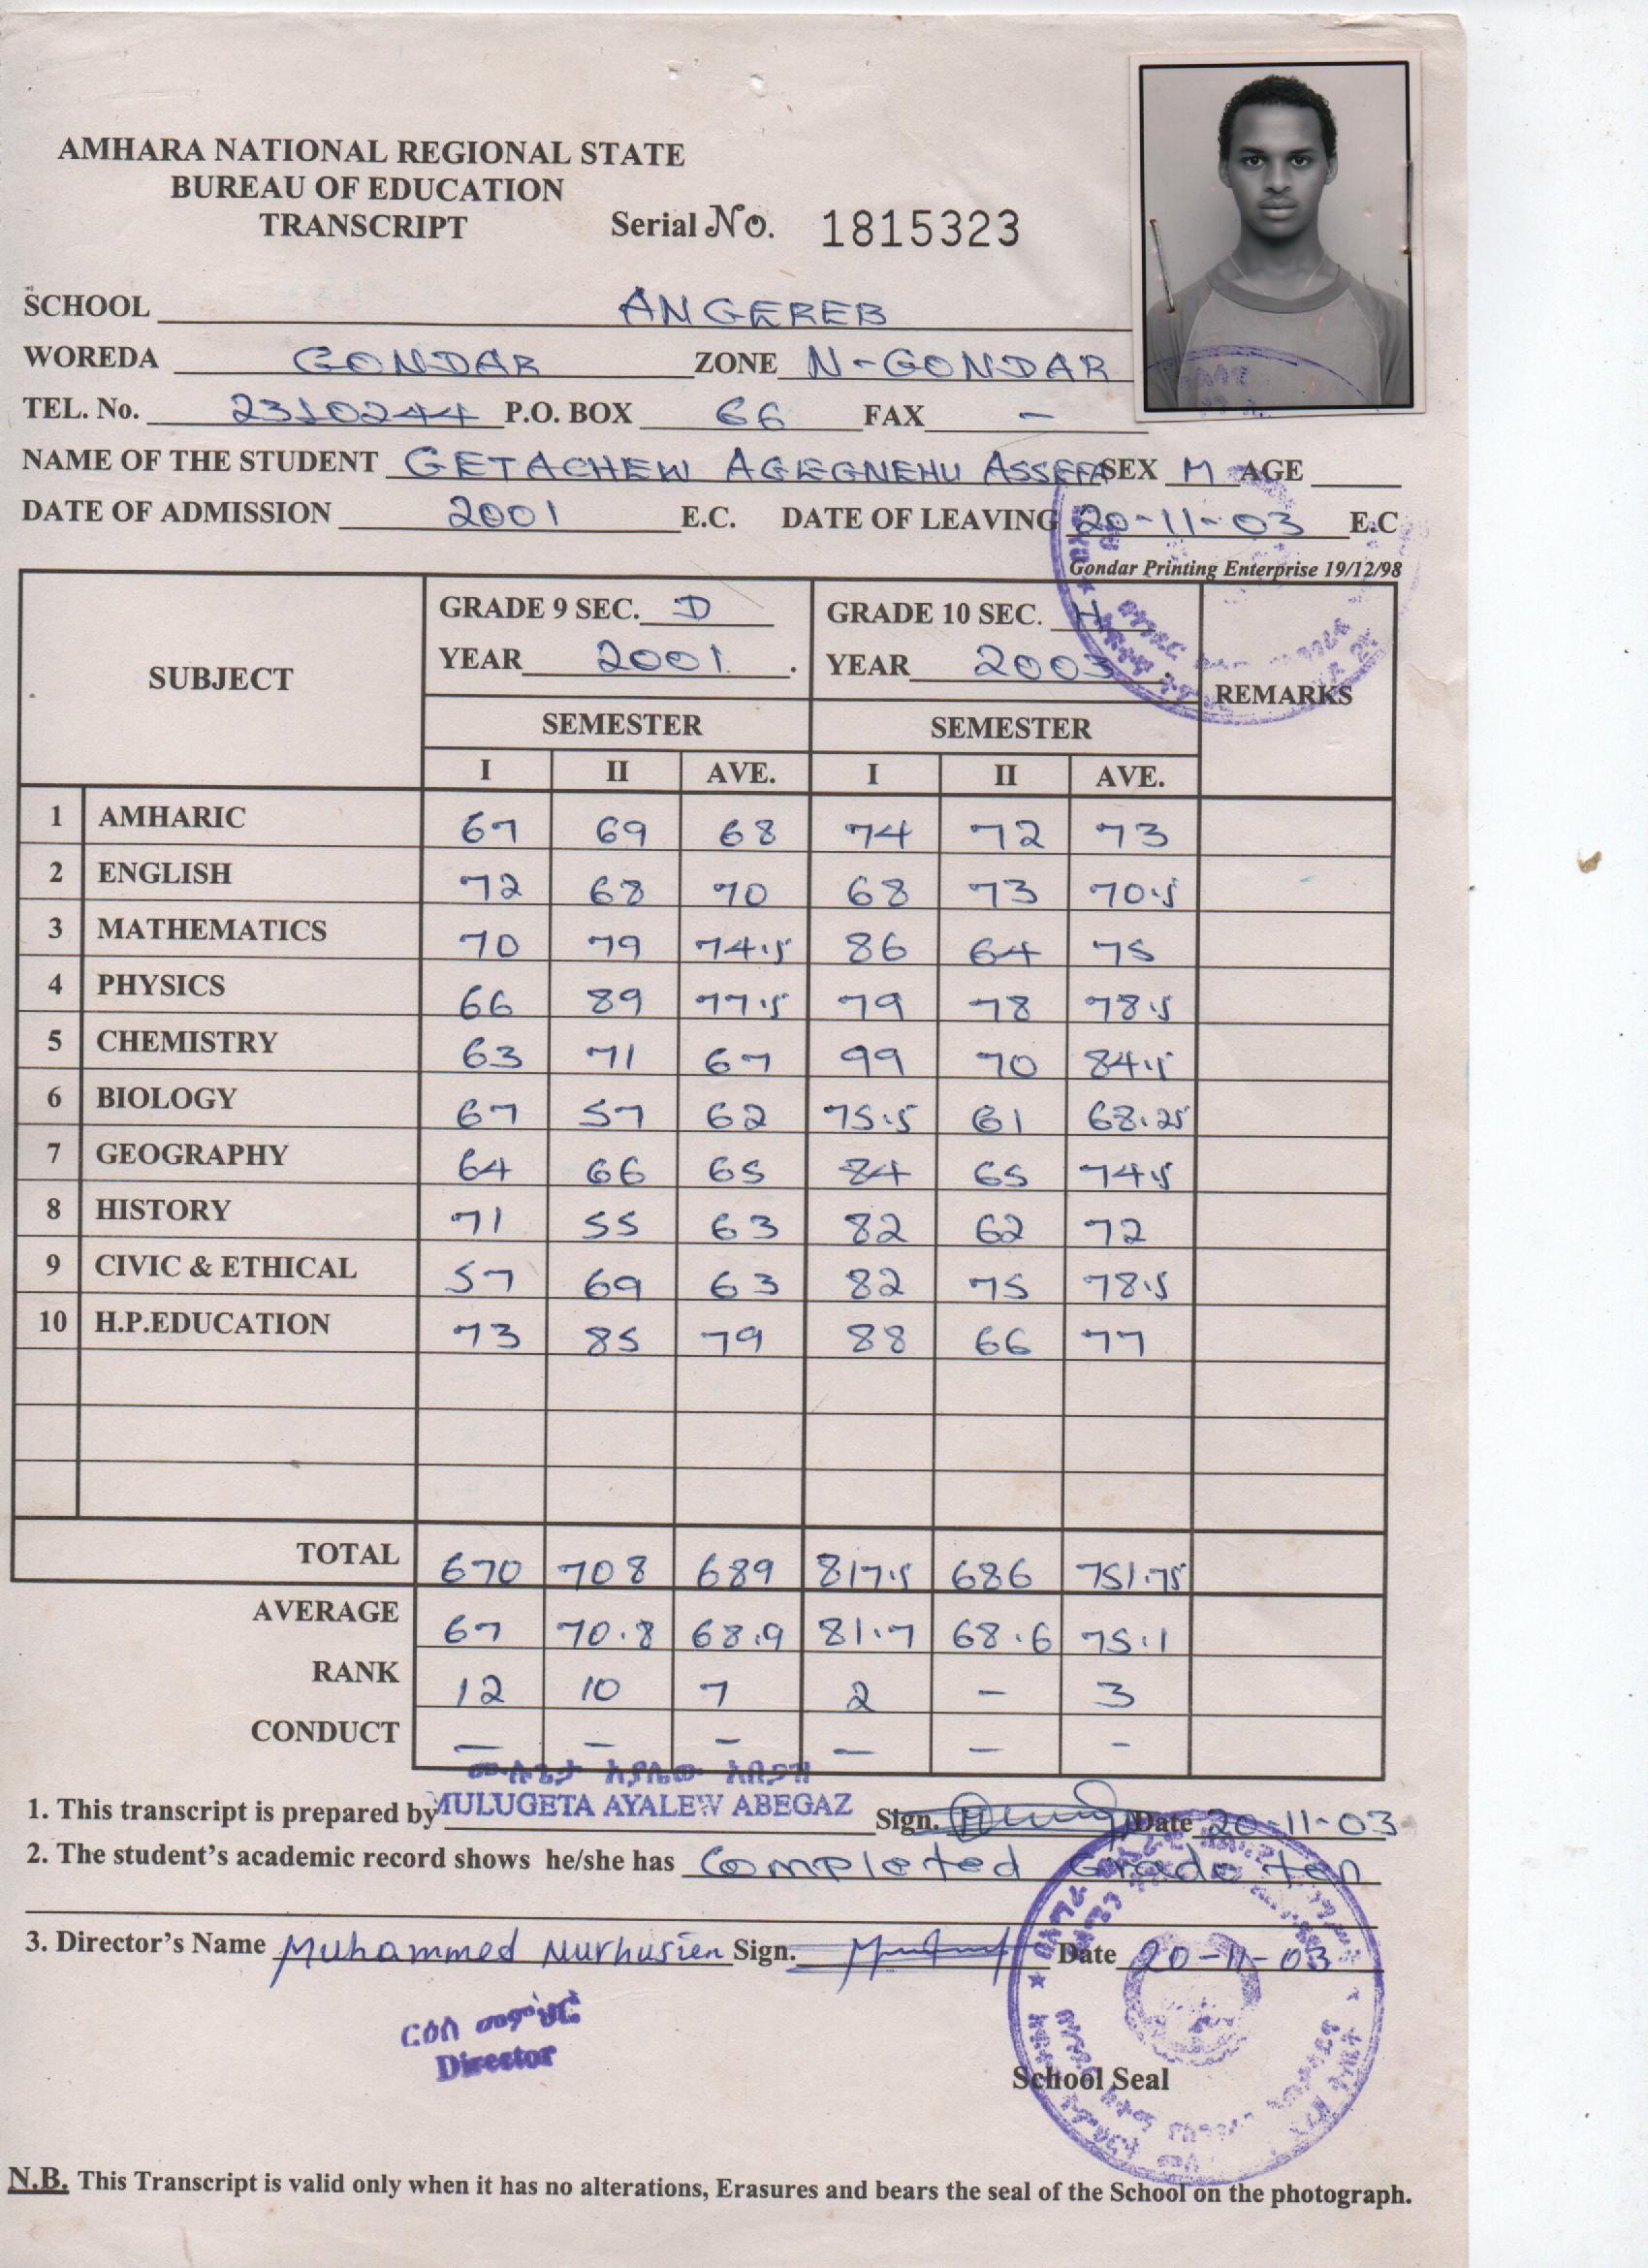 AMHARA NATIONAL REGIONAL STATE
BUREAU OF EDUCATION
TRANSCRIPT Serial No. 1815323
SCHOOL ANGEREB
WOREDA GONDAR ZONE N-GONDAR
TEL. No. 2310244 P.O. BOX 66 FAX -
NAME OF THE STUDENT GETACHEW AGEGNEHU ASSEFA SEX M AGE
DATE OF ADMISSION 2001 E.C. DATE OF LEAVING 20-11-03 E.C
Gondar Printing Enterprise 19/12/98
SUBJECT GRADE 9 SEC. D GRADE 10 SEC. H REMARKS
YEAR 2001 YEAR 2003
SEMESTER SEMESTER
I II AVE. I II AVE.
1 AMHARIC 67 69 68 74 72 73
2 ENGLISH 72 68 70 68 73 70.5
3 MATHEMATICS 70 79 74.5 86 64 75
4 PHYSICS 66 89 77.5 79 78 78.5
5 CHEMISTRY 63 71 67 99 70 84.5
6 BIOLOGY 67 57 62 75.5 61 68.25
7 GEOGRAPHY 64 66 65 84 65 74.5
8 HISTORY 71 55 63 82 62 72
9 CIVIC & ETHICAL 57 69 63 82 75 78.5
10 H.P.EDUCATION 73 85 79 88 66 77
TOTAL 670 708 689 817.5 686 751.75
AVERAGE 67 70.8 68.9 81.7 68.6 75.1
RANK 12 10 7 2 - 3
CONDUCT - - - - - -
ሙሉጌታ አያሌው አበጋዝ
1. This transcript is prepared by MULUGETA AYALEW ABEGAZ Sign. Date 20-11-03
2. The student's academic record shows he/she has Completed Grade ten
3. Director's Name Muhammed Nurhusien Sign. Date 20-11-03
ርዕሰ መምህር
Director
School Seal
N.B. This Transcript is valid only when it has no alterations, Erasures and bears the seal of the School on the photograph.